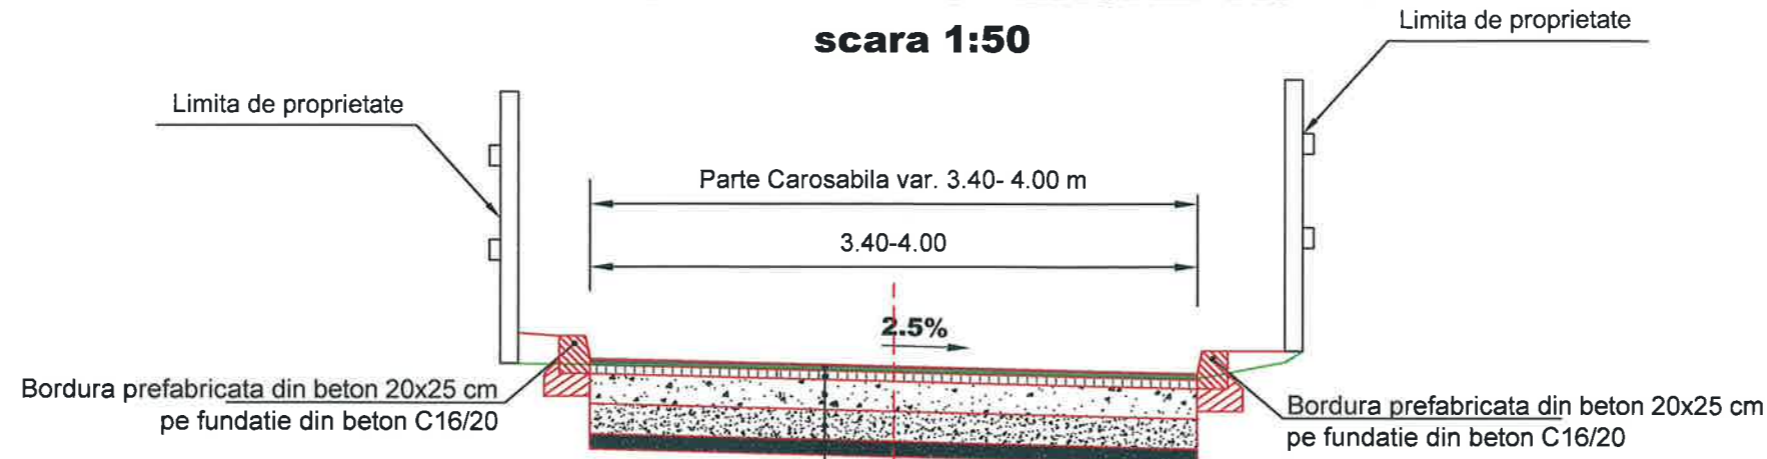 scara 1:50
Limita de proprietate
Limita de proprietate
Parte Carosabila var. 3.40- 4.00 m
3.40-4.00
2.5%
Bordura prefabricata din beton 20x25 cm
pe fundatie din beton C16/20
Bordura prefabricata din beton 20x25 cm
pe fundatie din beton C16/20